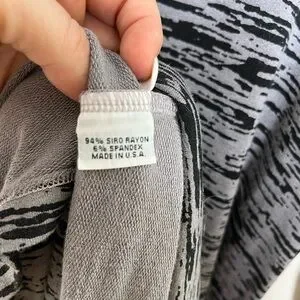 94% SIRO RAYON
6% SPANDEX
MADE IN U.S.A.